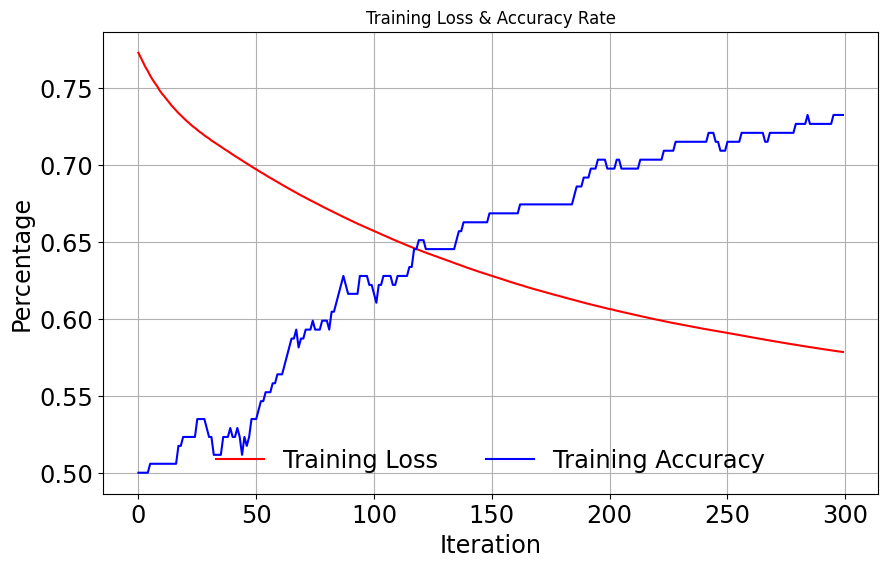 Training Loss & Accuracy Rate
Percentage
0.75
0.70
0.65
0.60
0.55
0.50
Training Loss
Training Accuracy
0 50 100 150 200 250 300
Iteration